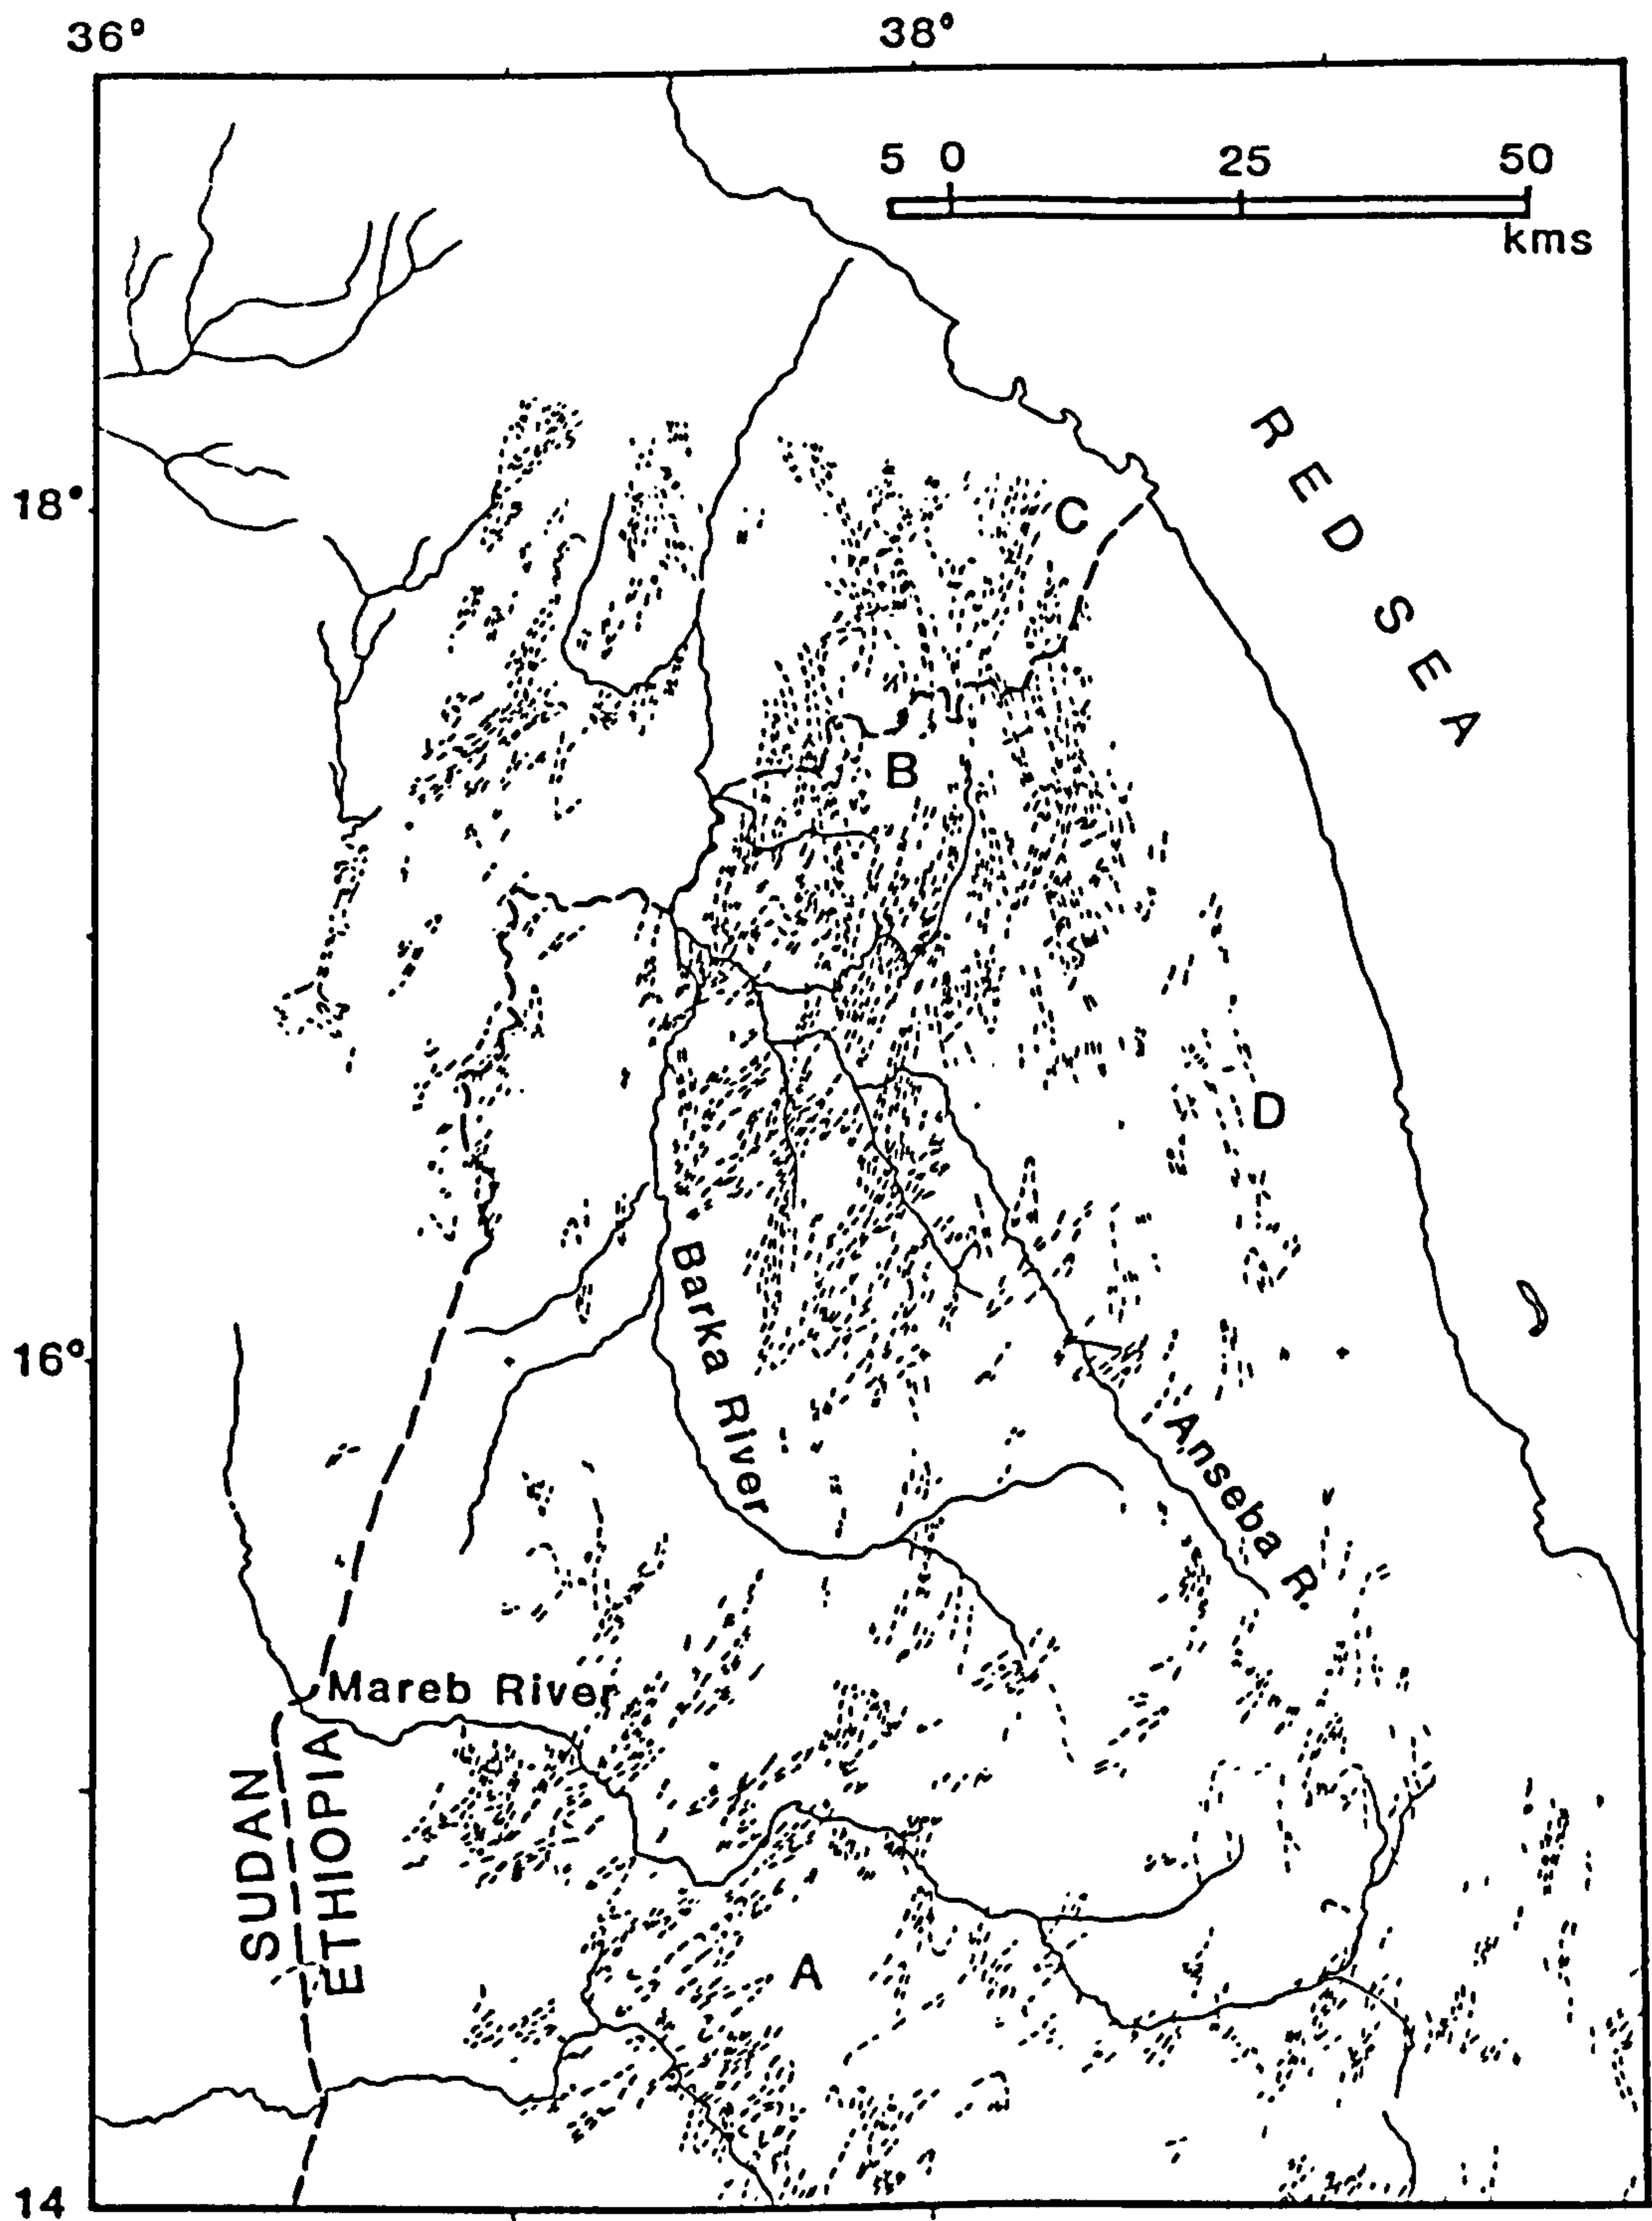 36° 38°
5 0 25 50
kms
RED SEA
18°
C
B
D
16°
Barka River
Anseba R.
Mareb River
SUDAN
ETHIOPIA
A
14